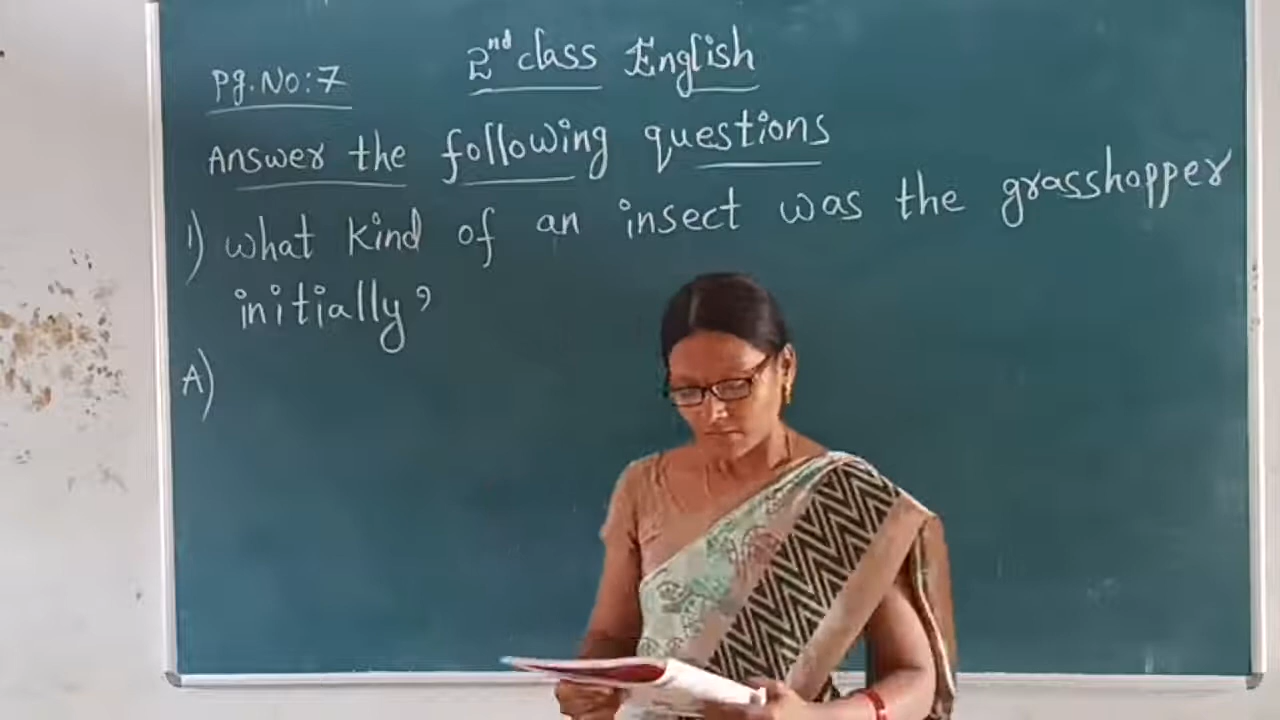 2nd class English
Pg.No:7
Answer the following questions
1) what kind of an insect was the grasshopper
initially?
A)